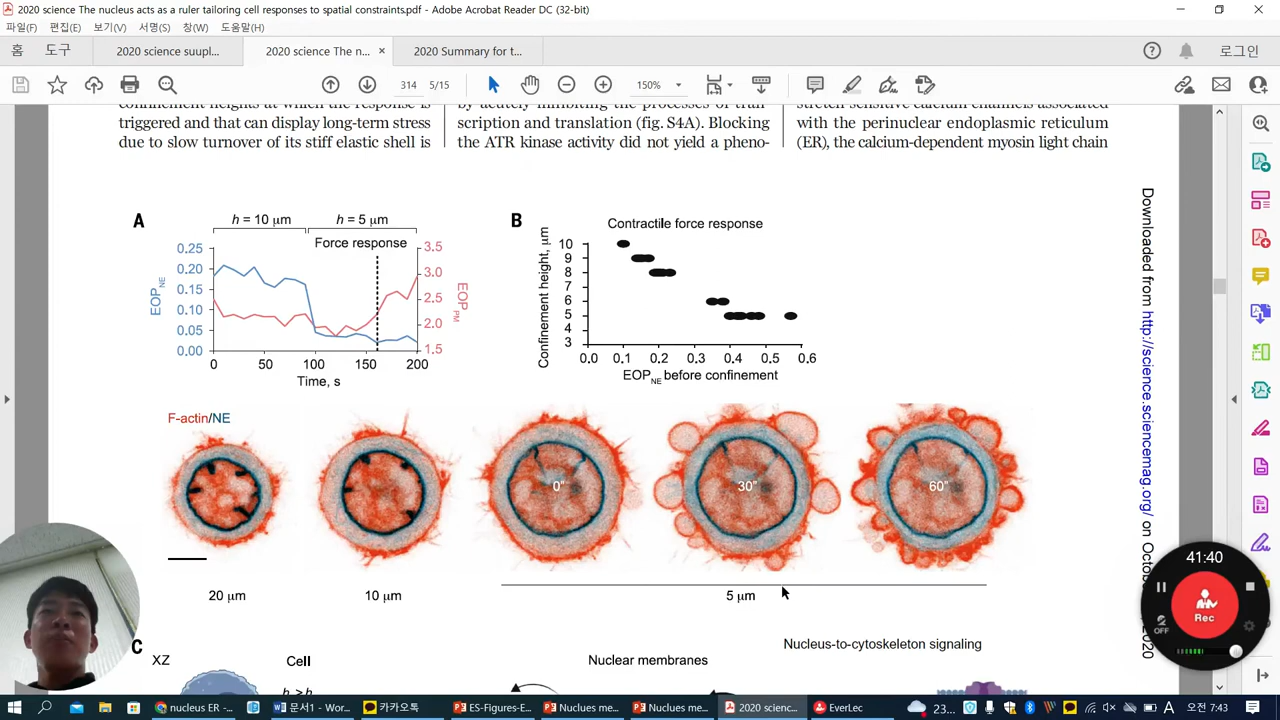 2020 science The nucleus acts as a ruler tailoring cell responses to spatial constraints.pdf - Adobe Acrobat Reader DC (32-bit)
파일(F) 편집(E) 보기(V) 서명(S) 창(W) 도움말(H)
홈 도구 2020 science suupl... 2020 science The n... × 2020 Summary for t... 로그인
314 5/15 150%
confinement heights at which the response is
triggered and that can display long-term stress
due to slow turnover of its stiff elastic shell is
by acutely inhibiting the processes of tran-
scription and translation (fig. S4A). Blocking
the ATR kinase activity did not yield a pheno-
stretch sensitive calcium channels associated
with the perinuclear endoplasmic reticulum
(ER), the calcium-dependent myosin light chain
A
h = 10 μm h = 5 μm
Force response
EOPNE
0.25
0.20
0.15
0.10
0.05
0.00
3.5
3.0
2.5
2.0
1.5
EOPPM
0 50 100 150 200
Time, s
B
Contractile force response
Confinement height, μm
10
9
8
6
5
3
0.0 0.1 0.2 0.3 0.4 0.5 0.6
EOPNE before confinement
F-actin/NE
0" 30" 60"
20 μm 10 μm 5 μm
C
XZ Cell Nuclear membranes Nucleus-to-cytoskeleton signaling
Downloaded from http://science.sciencemag.org/ on Octo 2020
41:40
OFF Rec
nucleus ER -... 문서1 - Wor... 카카오톡 ES-Figures-E... Nuclues me... Nuclues me... 2020 scienc... EverLec 23... A 오전 7:43